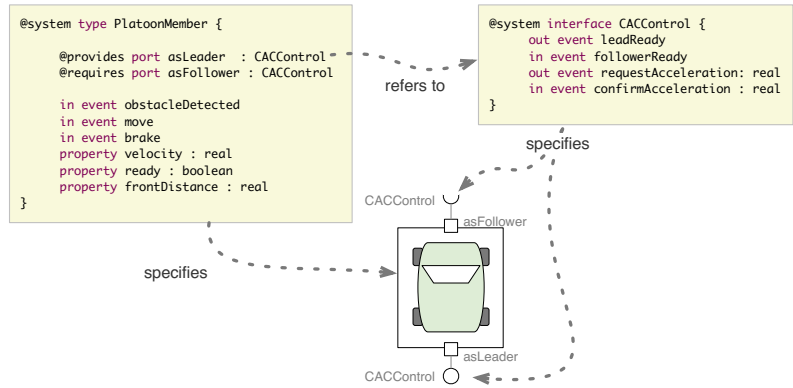 @system type PlatoonMember {
@provides port asLeader  : CACControl
@requires port asFollower : CACControl
in event obstacleDetected
in event move
in event brake
property velocity : real
property ready : boolean
property frontDistance : real
}
refers to
@system interface CACControl {
out event leadReady
in event followerReady
out event requestAcceleration: real
in event confirmAcceleration : real
}
specifies
CACControl
asFollower
specifies
asLeader
CACControl